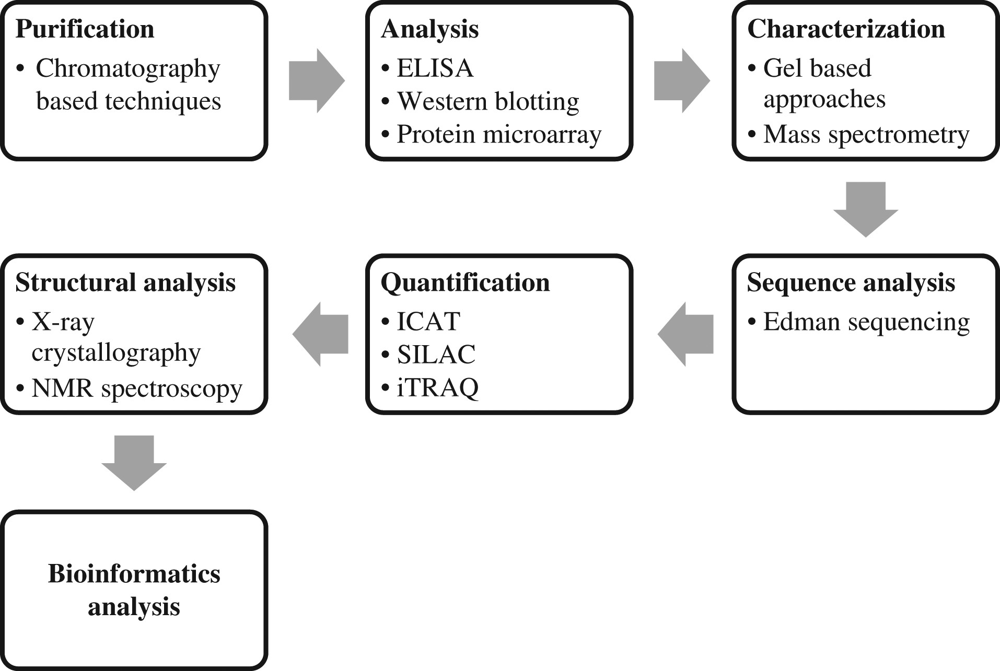 Purification
• Chromatography
based techniques
Analysis
• ELISA
• Western blotting
• Protein microarray
Characterization
• Gel based
approaches
• Mass spectrometry
Sequence analysis
• Edman sequencing
Quantification
• ICAT
• SILAC
• iTRAQ
Structural analysis
• X-ray
crystallography
• NMR spectroscopy
Bioinformatics
analysis